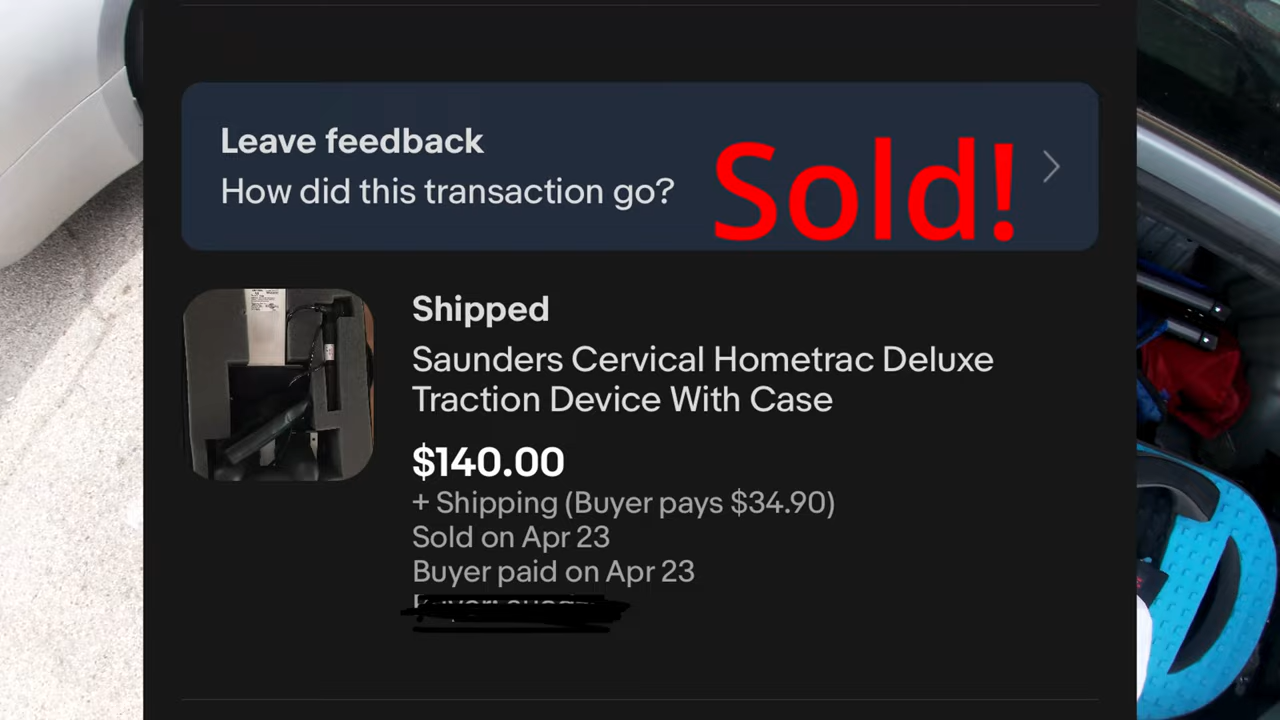 Leave feedback
How did this transaction go?
Sold!
Shipped
Saunders Cervical Hometrac Deluxe
Traction Device With Case
$140.00
+ Shipping (Buyer pays $34.90)
Sold on Apr 23
Buyer paid on Apr 23